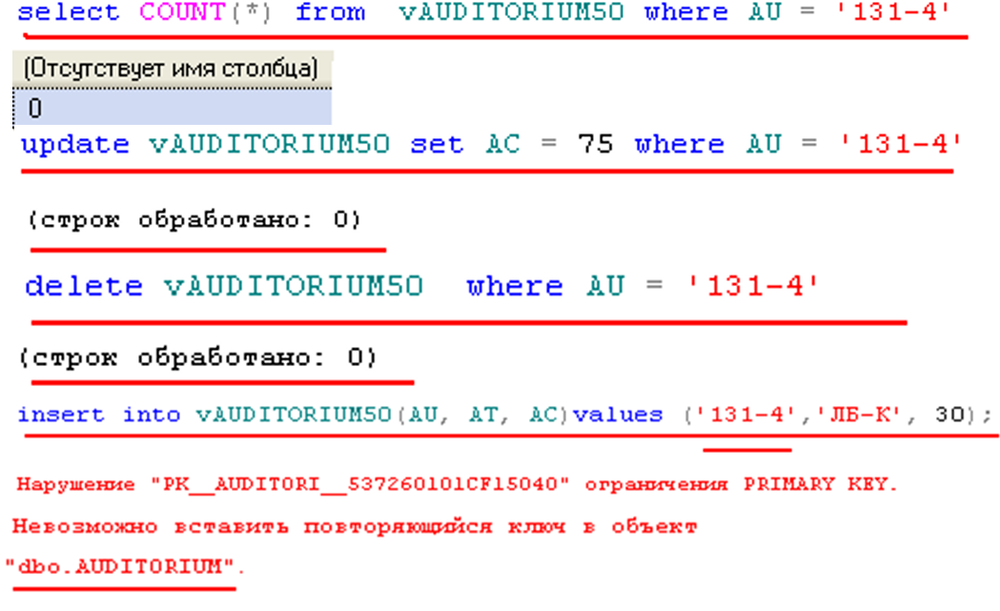 select COUNT(*) from vAUDITORIUM50 where AU = '131-4'
(Отсутствует имя столбца)
0
update vAUDITORIUM50 set AC = 75 where AU = '131-4'
(строк обработано: 0)
delete vAUDITORIUM50 where AU = '131-4'
(строк обработано: 0)
insert into vAUDITORIUM50(AU, AT, AC)values ('131-4','ЛБ-К', 30);
Нарушение "PK__AUDITORI__537260101CF15040" ограничения PRIMARY KEY.
Невозможно вставить повторяющийся ключ в объект
"dbo.AUDITORIUM".